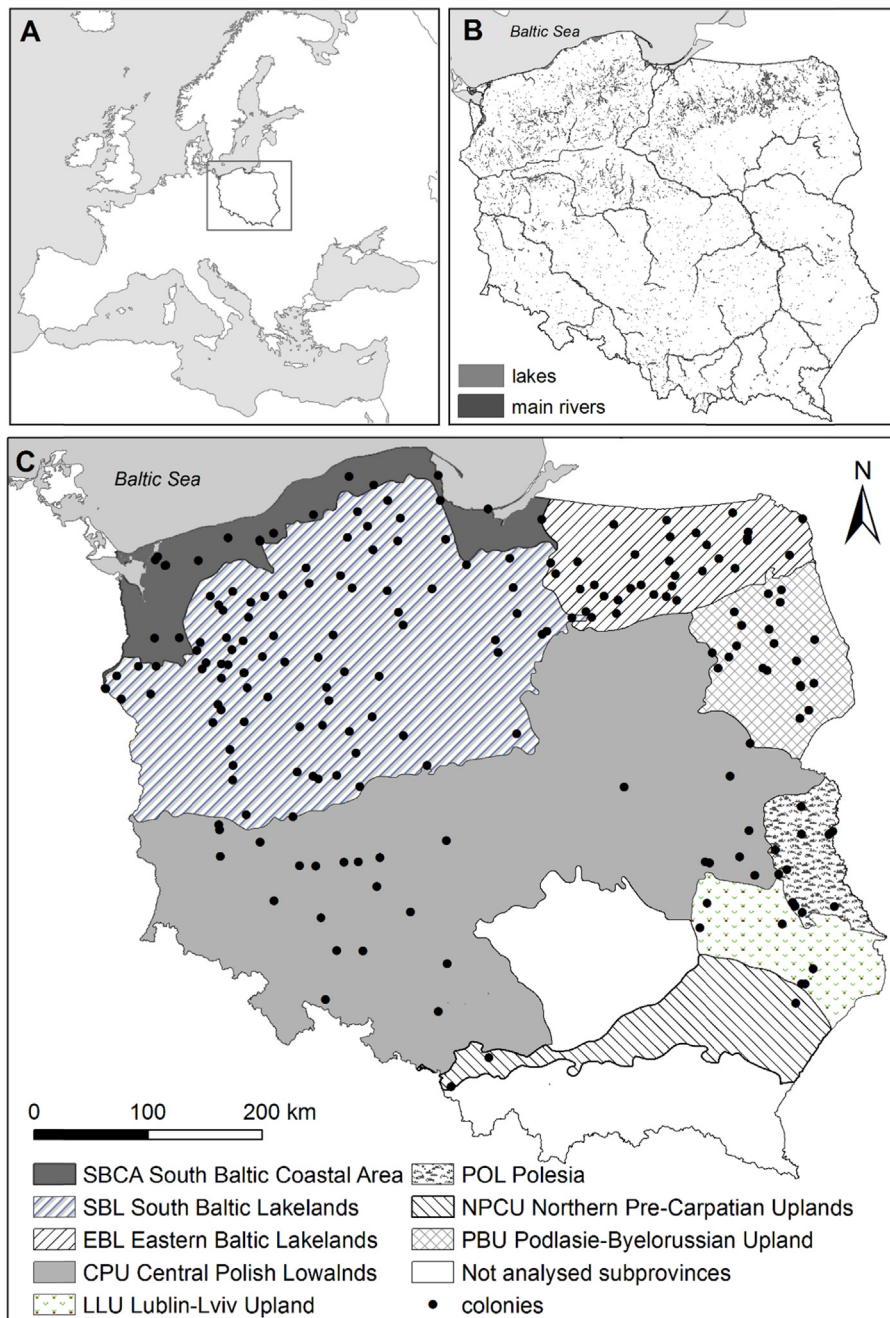 A
B
Baltic Sea
lakes
main rivers
C
Baltic Sea
N
0 100 200 km
SBCA South Baltic Coastal Area
SBL South Baltic Lakelands
EBL Eastern Baltic Lakelands
CPU Central Polish Lowalnds
LLU Lublin-Lviv Upland
POL Polesia
NPCU Northern Pre-Carpatian Uplands
PBU Podlasie-Byelorussian Upland
Not analysed subprovinces
colonies